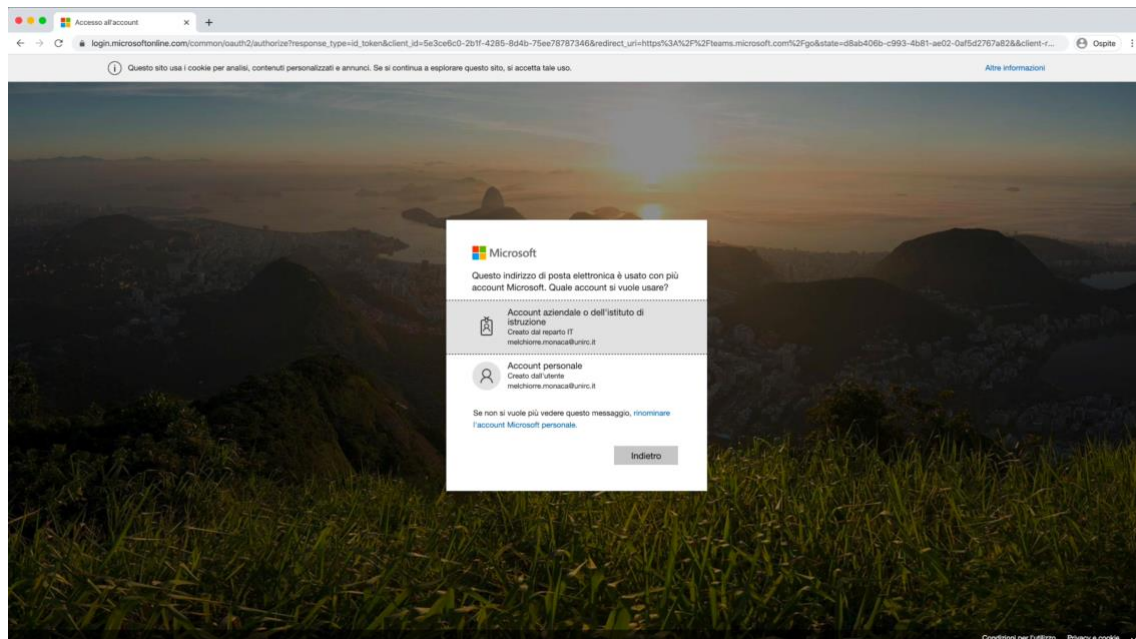 Accesso all'account
login.microsoftonline.com/common/oauth2/authorize?response_type=id_token&client_id=5e3ce6c0-2b1f-4285-8d4b-75ee78787346&redirect_uri=https%3A%2F%2Fteams.microsoft.com%2Fgo&state=d8ab406b-c993-4b81-ae02-0af5d2767a82&&client-r...
Ospite
Questo sito usa i cookie per analisi, contenuti personalizzati e annunci. Se si continua a esplorare questo sito, si accetta tale uso.
Altre informazioni
Microsoft
Questo indirizzo di posta elettronica è usato con più
account Microsoft. Quale account si vuole usare?
Account aziendale o dell'istituto di
istruzione
Creato dal reparto IT
melchiorre.monaca@unirc.it
Account personale
Creato dall'utente
melchiorre.monaca@unirc.it
Se non si vuole più vedere questo messaggio, rinominare
l'account Microsoft personale.
Indietro
Condizioni per l'utilizzo Privacy e cookie